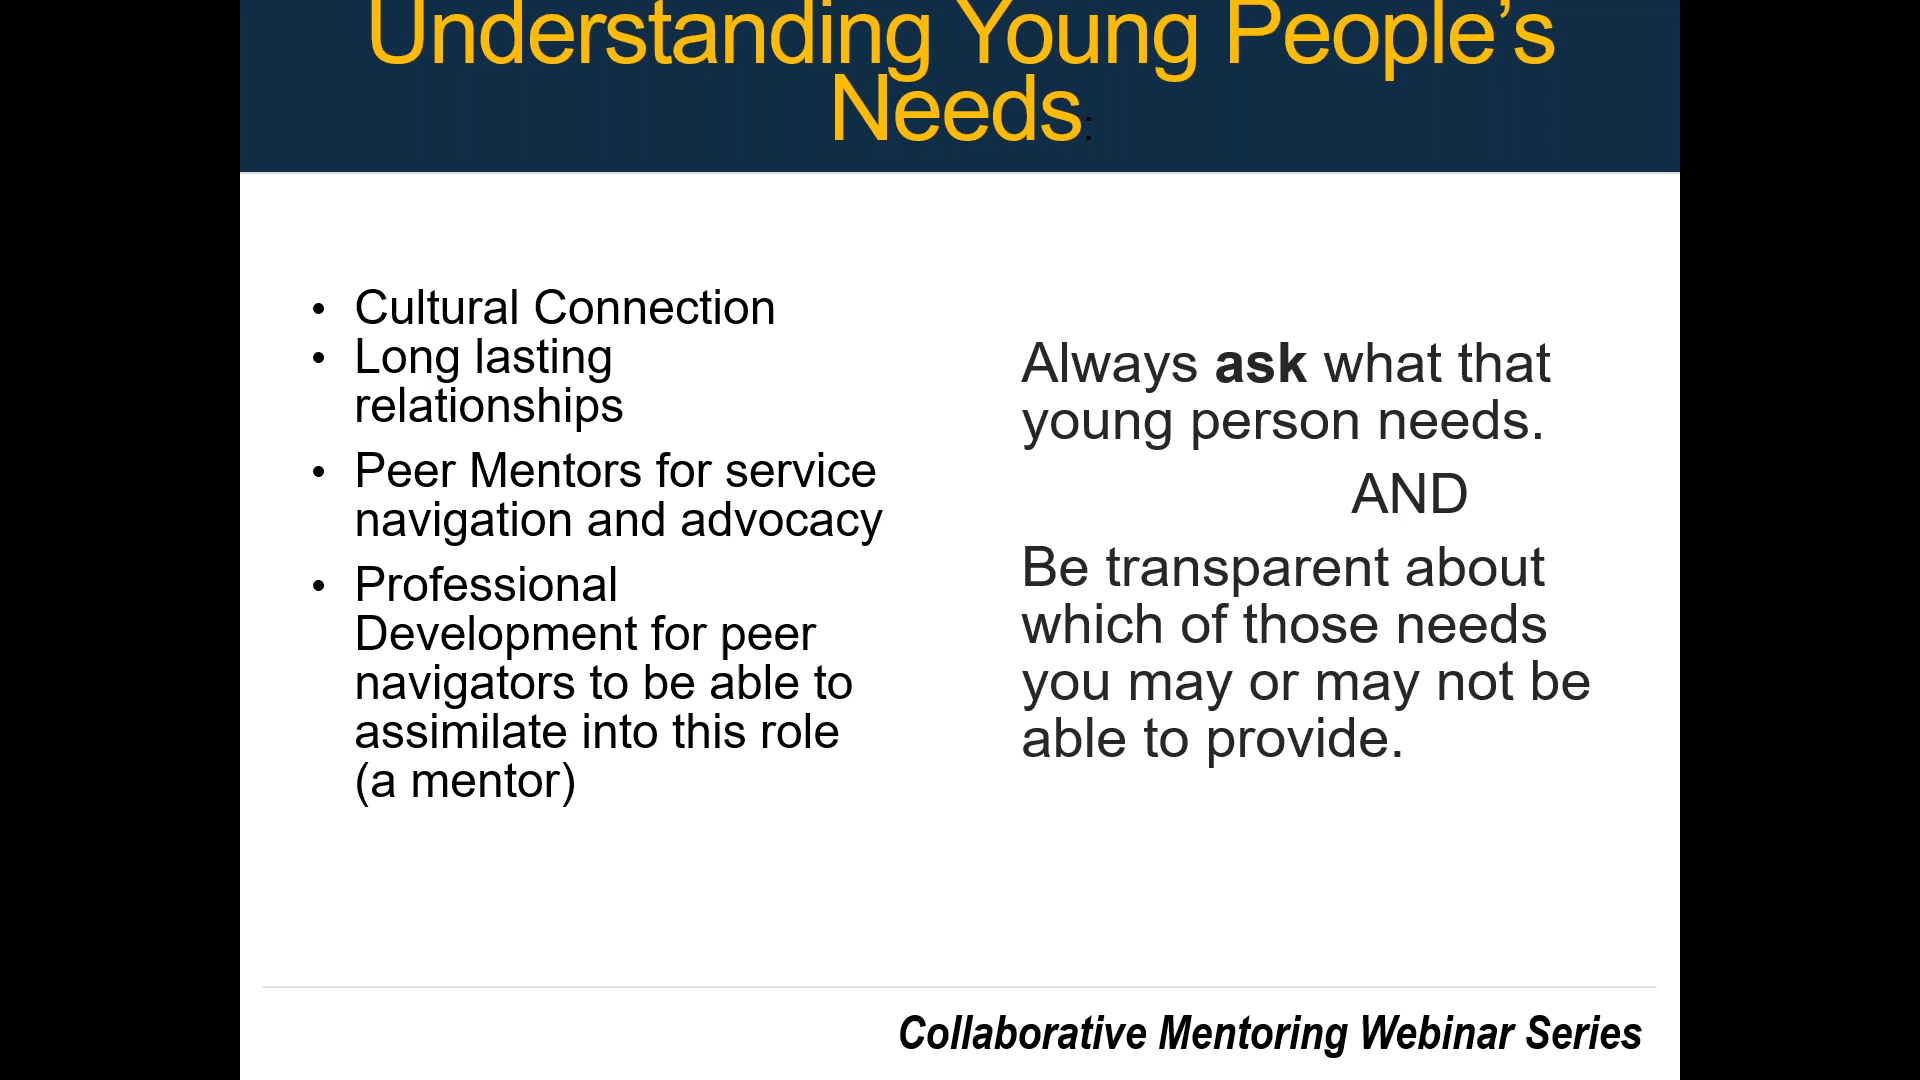 Understanding Young People’s
Needs:
• Cultural Connection
• Long lasting
relationships
• Peer Mentors for service
navigation and advocacy
• Professional
Development for peer
navigators to be able to
assimilate into this role
(a mentor)
Always ask what that
young person needs.
AND
Be transparent about
which of those needs
you may or may not be
able to provide.
Collaborative Mentoring Webinar Series